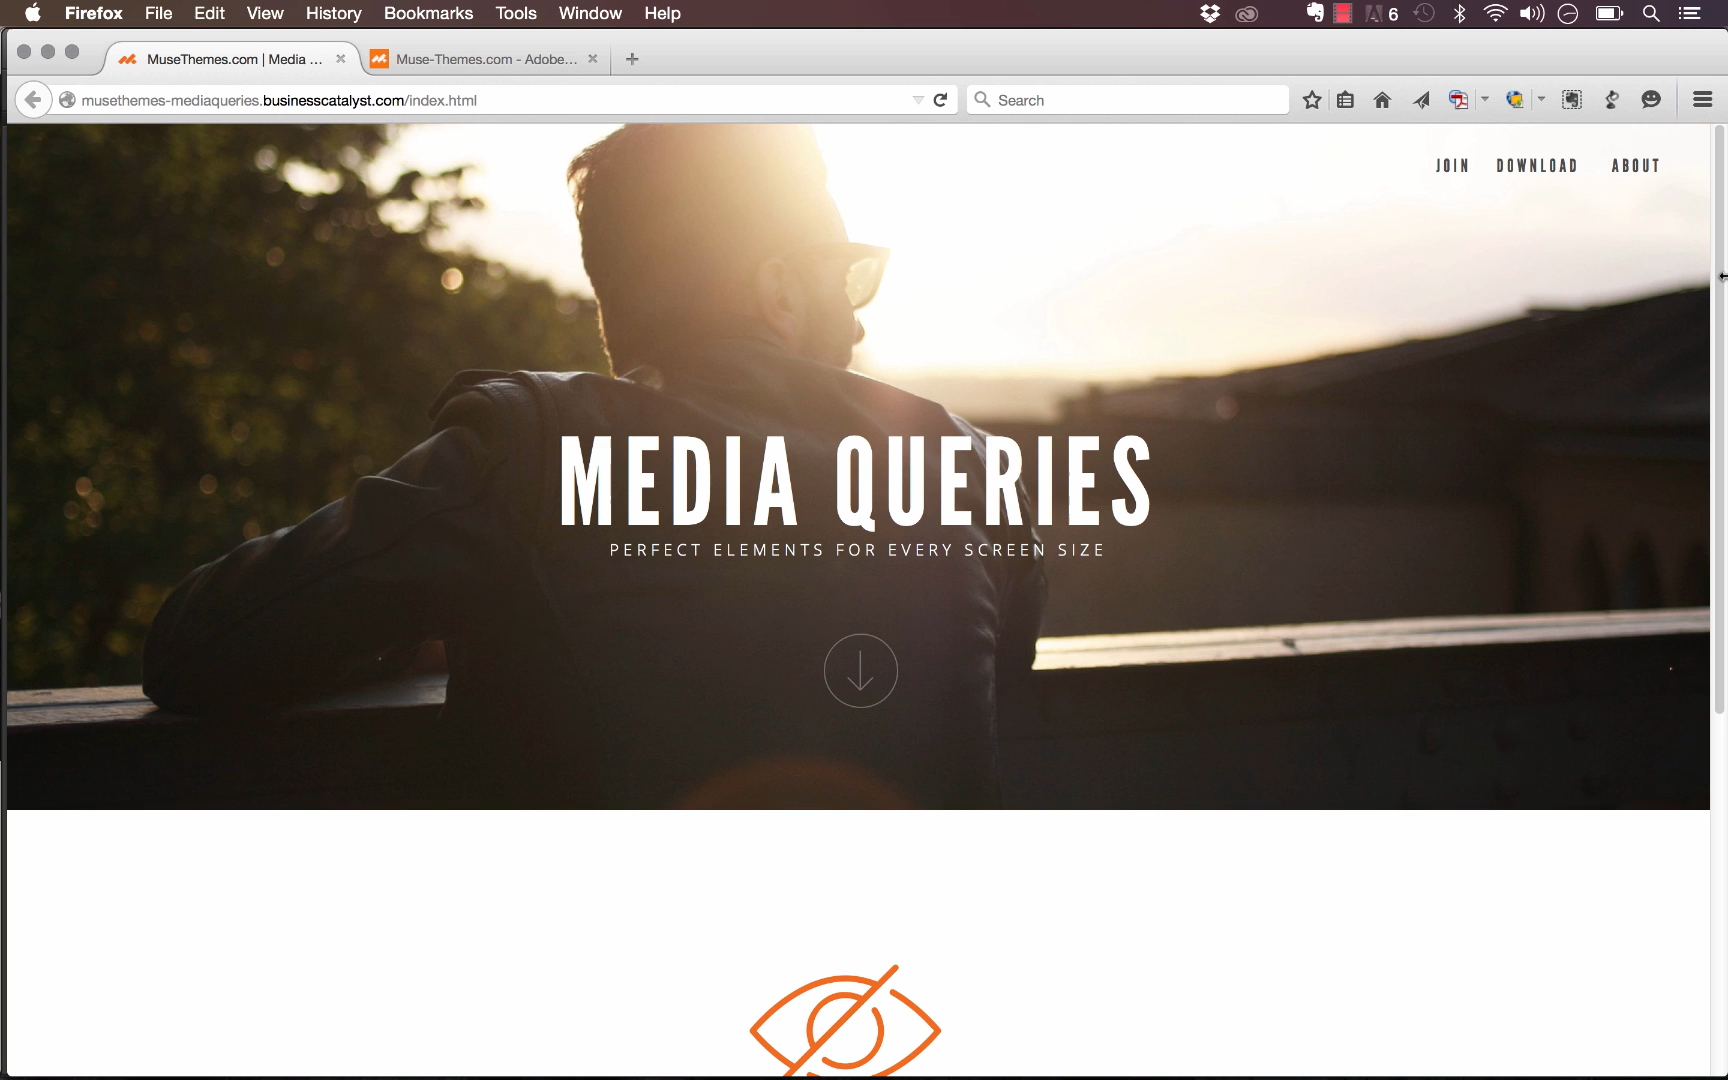 Firefox File Edit View History Bookmarks Tools Window Help 6
MuseThemes.com | Media ... Muse-Themes.com - Adobe...
musethemes-mediaqueries.businesscatalyst.com/index.html Search
JOIN DOWNLOAD ABOUT
MEDIA QUERIES
PERFECT ELEMENTS FOR EVERY SCREEN SIZE